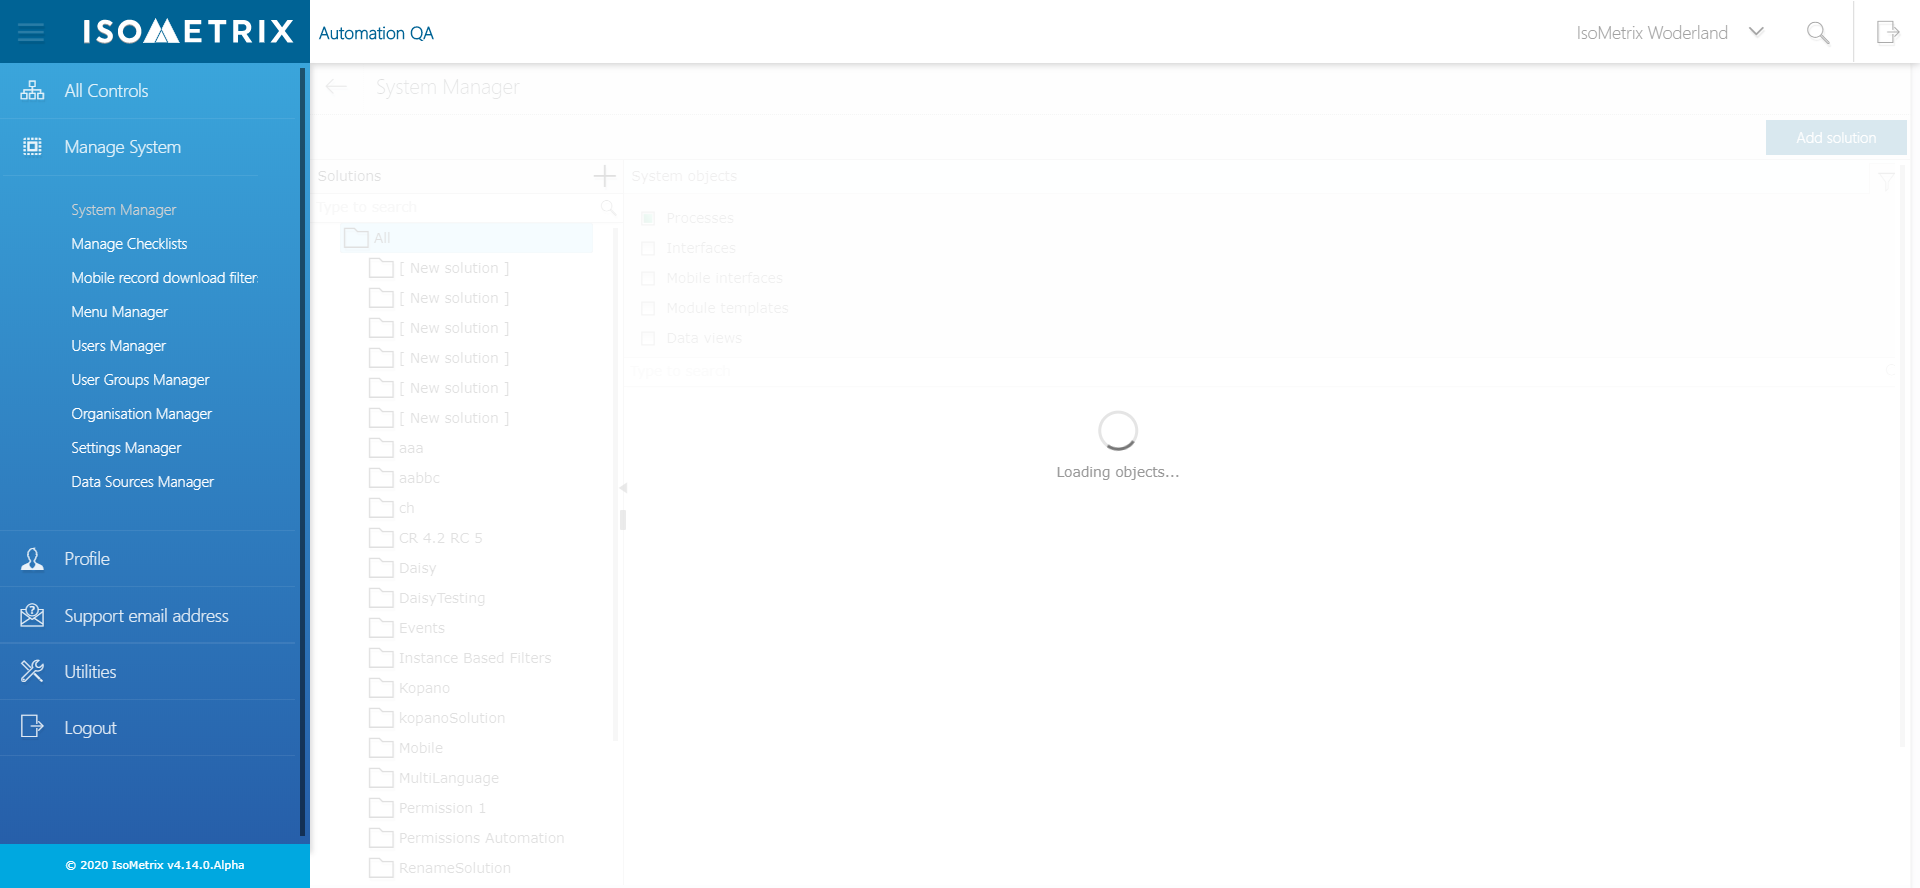 ISOMETRIX
Automation QA
IsoMetrix Woderland
All Controls
Manage System
System Manager
Manage Checklists
Mobile record download filter
Menu Manager
Users Manager
User Groups Manager
Organisation Manager
Settings Manager
Data Sources Manager
Profile
Support email address
Utilities
Logout
© 2020 IsoMetrix v4.14.0.Alpha
System Manager
Add solution
Solutions
Type to search
All
[ New solution ]
[ New solution ]
[ New solution ]
[ New solution ]
[ New solution ]
[ New solution ]
aaa
aabbc
ch
CR 4.2 RC 5
Daisy
DaisyTesting
Events
Instance Based Filters
Kopano
kopanoSolution
Mobile
MultiLanguage
Permission 1
Permissions Automation
RenameSolution
System objects
Processes
Interfaces
Mobile interfaces
Module templates
Data views
Type to search
Loading objects...